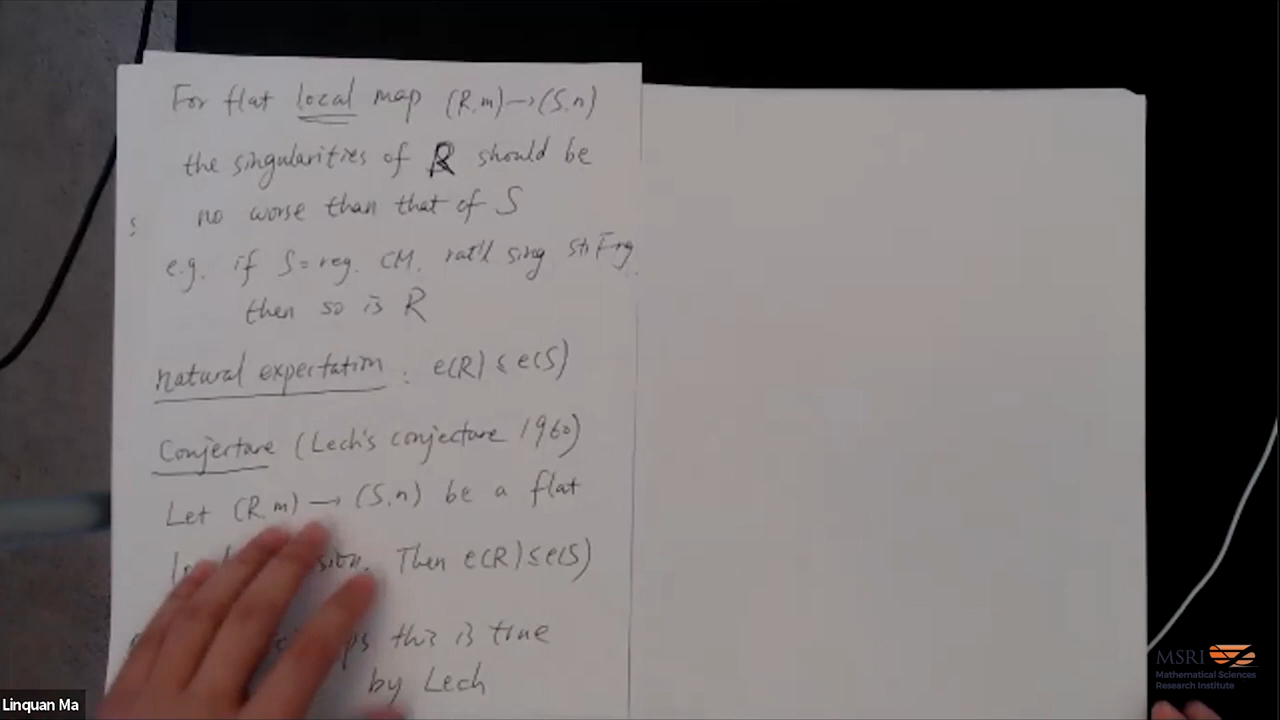 For flat local map (R,m)→(S,n)
the singularities of R should be
no worse than that of S
e.g. if S=reg. CM. rat'l sing str Freg
then so is R
natural expectation : e(R) ≤ e(S)
Conjecture (Lech's conjecture 1960)
Let (R,m) → (S,n) be a flat
Then e(R) ≤ e(S)
this is true
by Lech
Linquan Ma
MSRI
Mathematical Sciences
Research Institute